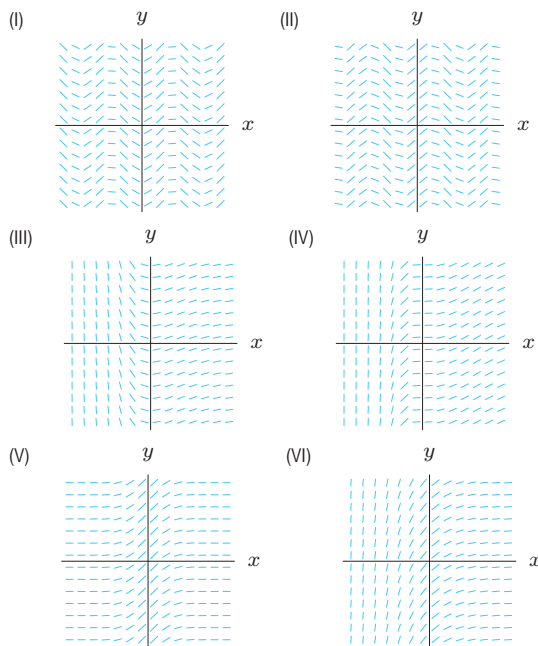 (I) y (II) y
x x
(III) y (IV) y
x x
(V) y (VI) y
x x